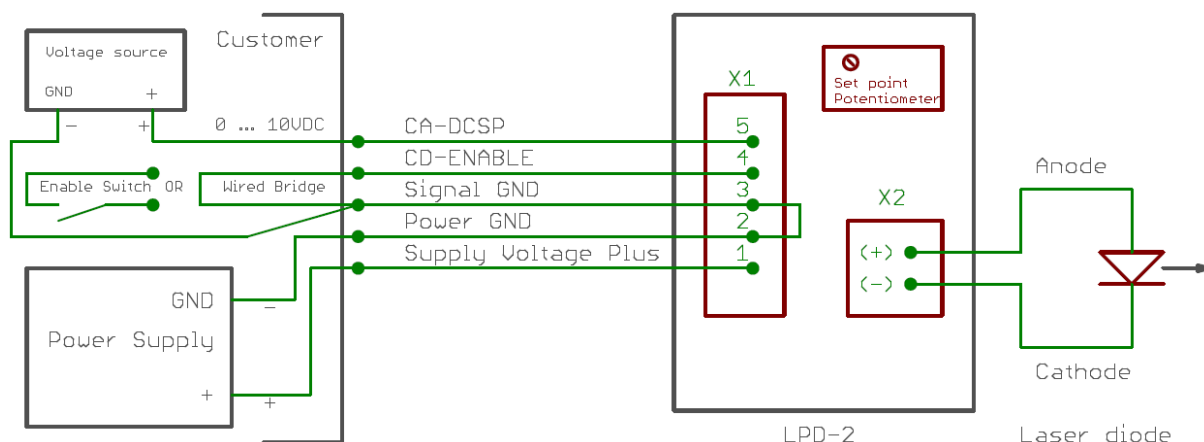 Customer
Voltage source
GND +
- +
0 ... 10VDC
Enable Switch OR
Wired Bridge
GND
-
Power Supply
+
+
CA-DCSP
CD-ENABLE
Signal GND
Power GND
Supply Voltage Plus
X1
5
4
3
2
1
Set point
Potentiometer
X2
(+)
(-)
LPD-2
Anode
Cathode
Laser diode